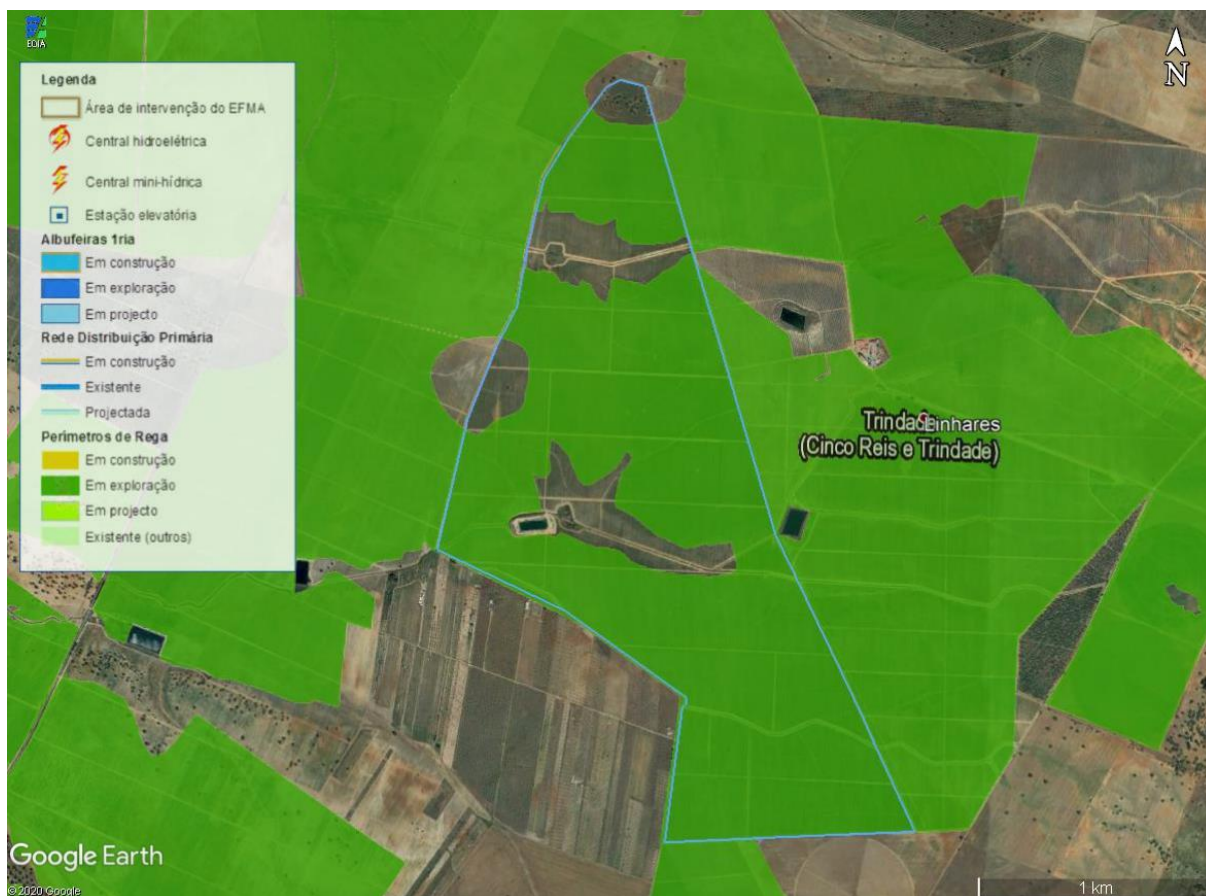 EDIA
N
Legenda
Área de intervenção do EFMA
Central hidroelétrica
Central mini-hídrica
Estação elevatória
Albufeiras 1ria
Em construção
Em exploração
Em projecto
Rede Distribuição Primária
Em construção
Existente
Projectada
Perímetros de Rega
Em construção
Em exploração
Em projecto
Existente (outros)
Linhares
(Cinco Reis e Trindade)
Google Earth
© 2020 Google
1 km